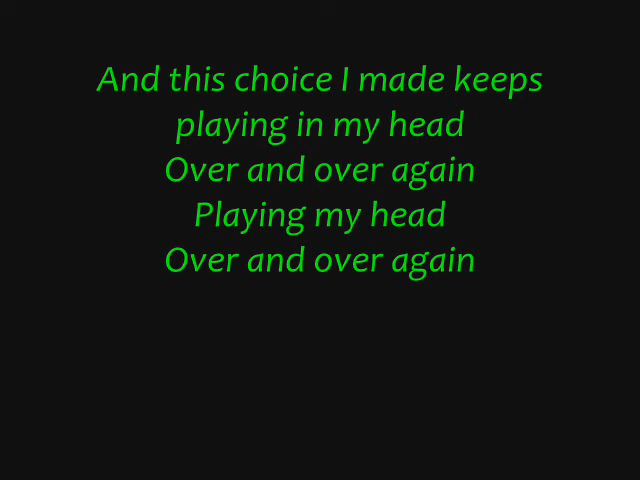 And this choice I made keeps
playing in my head
Over and over again
Playing my head
Over and over again